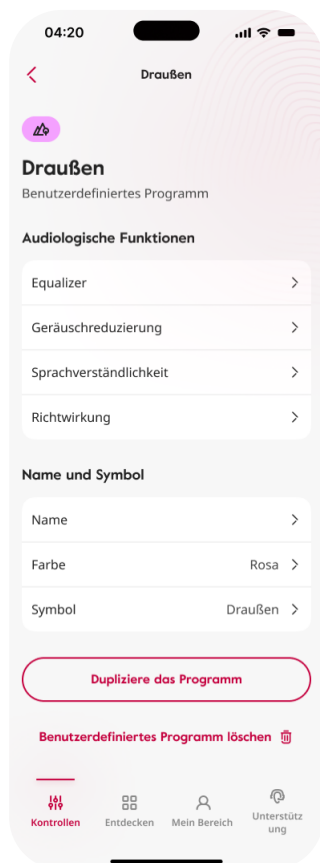 04:20
Draußen
Draußen
Benutzerdefiniertes Programm
Audiologische Funktionen
Equalizer
Geräuschreduzierung
Sprachverständlichkeit
Richtwirkung
Name und Symbol
Name
Farbe Rosa
Symbol Draußen
Dupliziere das Programm
Benutzerdefiniertes Programm löschen
Kontrollen Entdecken Mein Bereich Unterstütz
ung